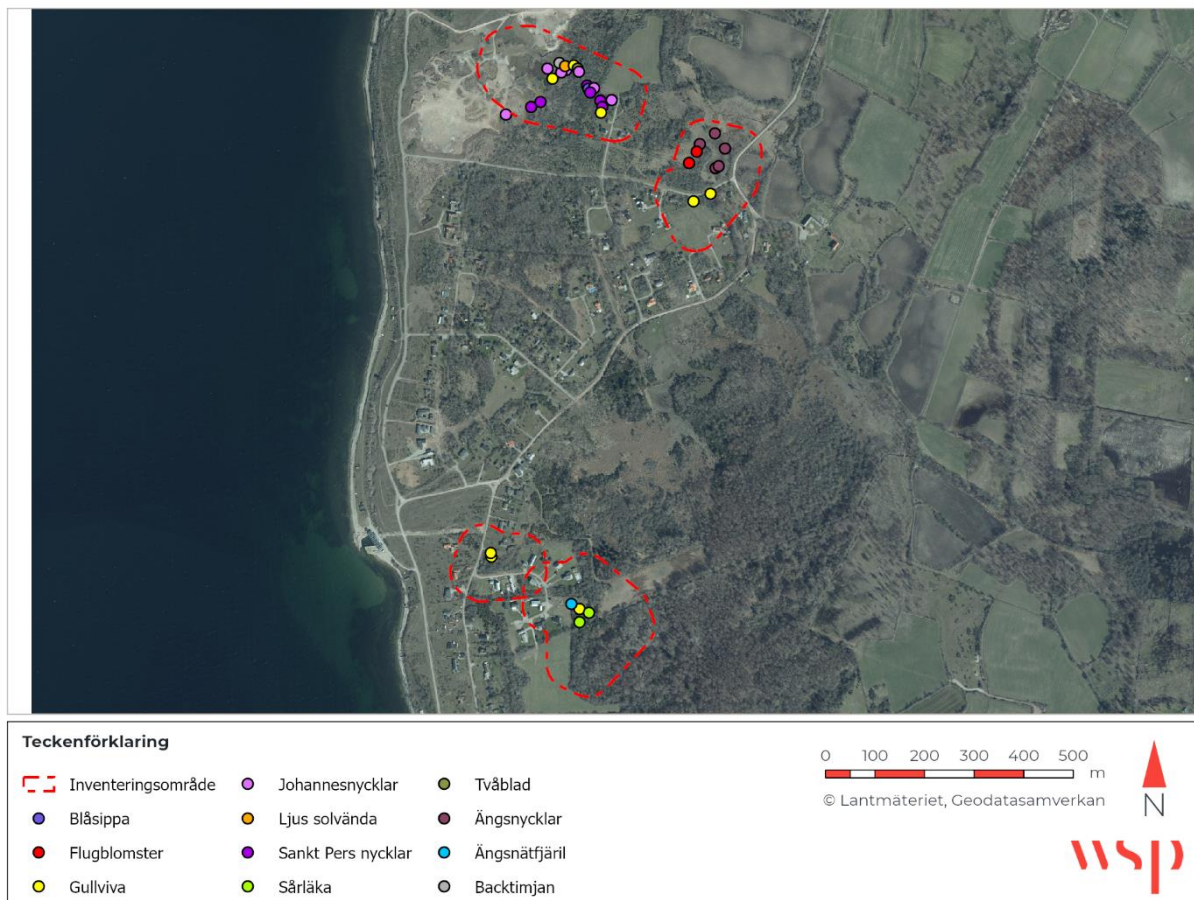 Teckenförklaring
Inventeringsområde
Blåsippa
Flugblomster
Gullviva
Johannesnycklar
Ljus solvända
Sankt Pers nycklar
Sårläka
Tvåblad
Ängsnycklar
Ängsnätfjäril
Backtimjan
0 100 200 300 400 500 m
© Lantmäteriet, Geodatasamverkan
N
wsp